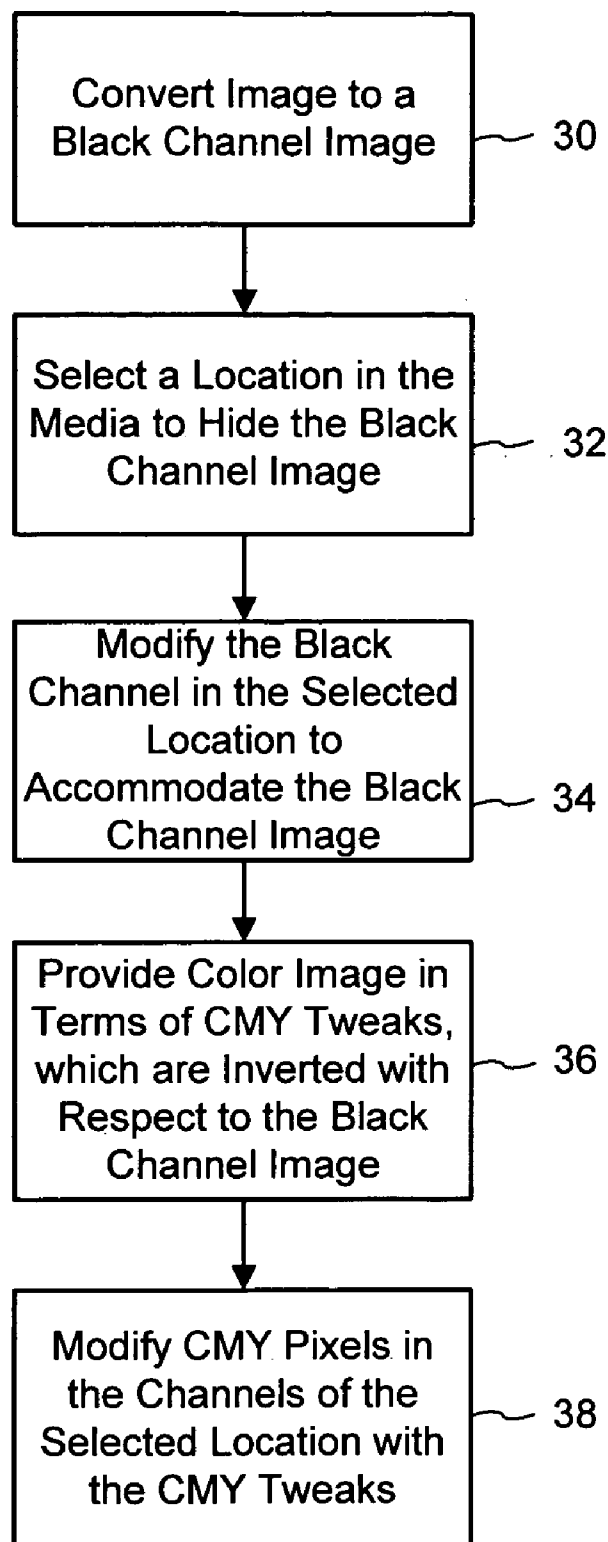 Convert Image to a
Black Channel Image
30
Select a Location in the
Media to Hide the Black
Channel Image
32
Modify the Black
Channel in the Selected
Location to
Accommodate the Black
Channel Image
34
Provide Color Image in
Terms of CMY Tweaks,
which are Inverted with
Respect to the Black
Channel Image
36
Modify CMY Pixels in
the Channels of the
Selected Location with
the CMY Tweaks
38